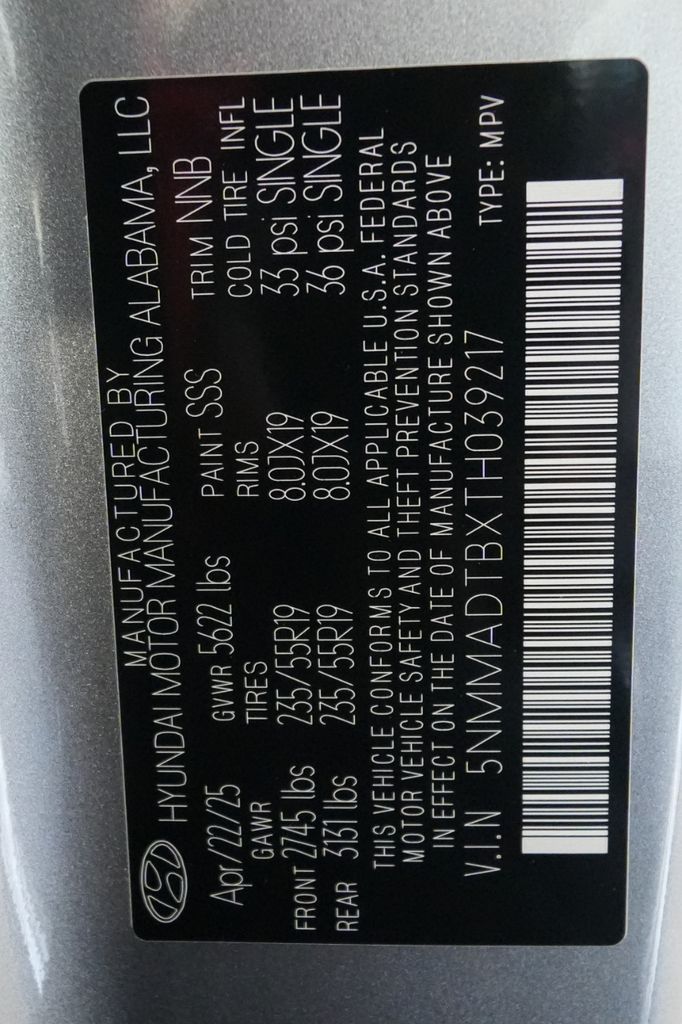 MANUFACTURED BY
HYUNDAI MOTOR MANUFACTURING ALABAMA, LLC
Apr/22/25 GVWR 5622 lbs PAINT SSS TRIM NNB
GAWR TIRES RIMS COLD TIRE INFL
FRONT 2745 lbs 235/55R19 8.0JX19 33 psi SINGLE
REAR 3131 lbs 235/55R19 8.0JX19 36 psi SINGLE
THIS VEHICLE CONFORMS TO ALL APPLICABLE U.S.A. FEDERAL
MOTOR VEHICLE SAFETY AND THEFT PREVENTION STANDARDS
IN EFFECT ON THE DATE OF MANUFACTURE SHOWN ABOVE
V.I.N 5NMMADTBXTH039217 TYPE: MPV